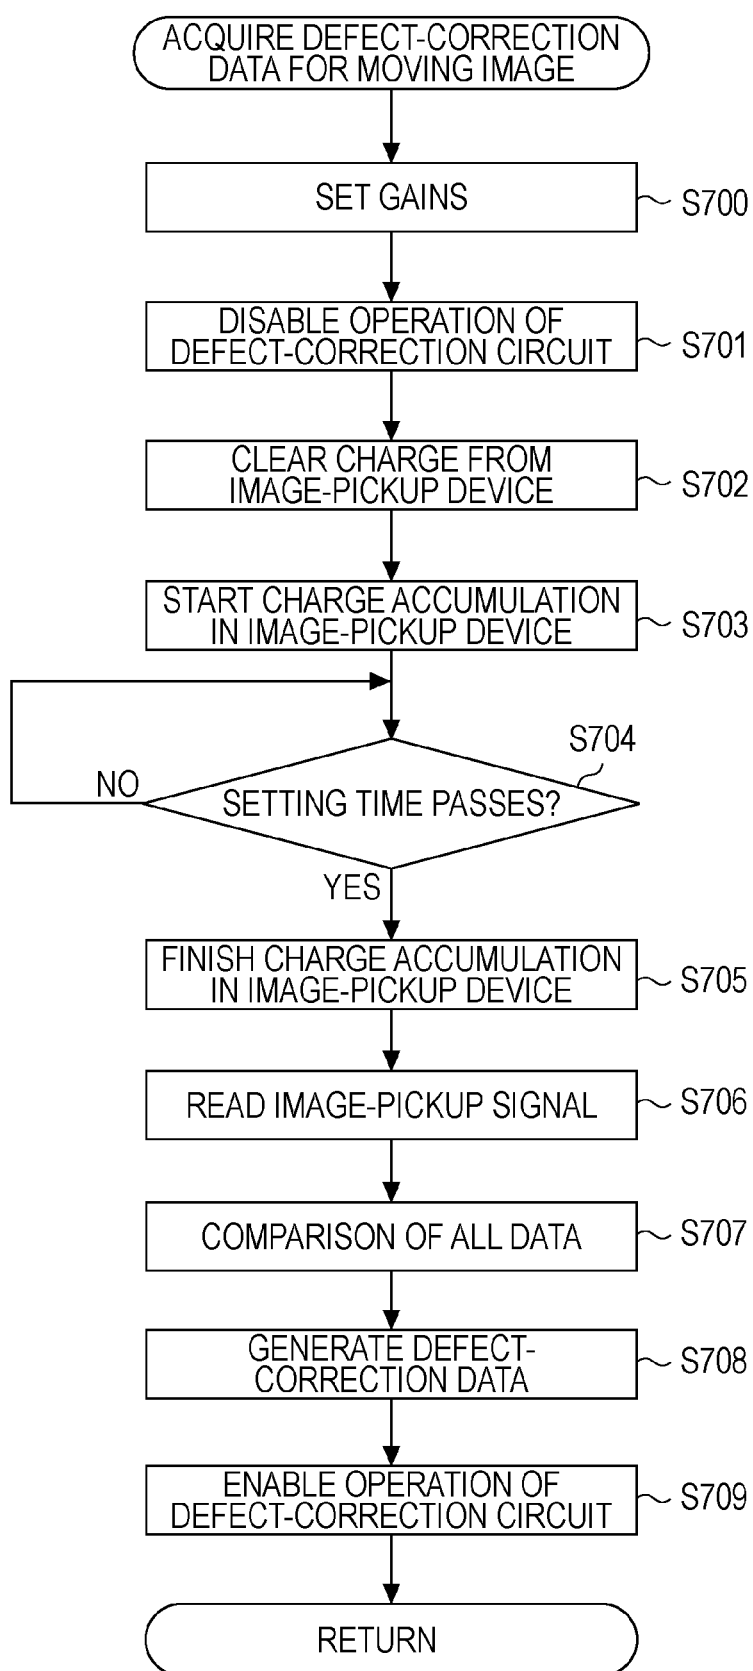 ACQUIRE DEFECT-CORRECTION
DATA FOR MOVING IMAGE
SET GAINS
S700
DISABLE OPERATION OF
DEFECT-CORRECTION CIRCUIT
S701
CLEAR CHARGE FROM
IMAGE-PICKUP DEVICE
S702
START CHARGE ACCUMULATION
IN IMAGE-PICKUP DEVICE
S703
S704
NO
SETTING TIME PASSES?
YES
FINISH CHARGE ACCUMULATION
IN IMAGE-PICKUP DEVICE
S705
READ IMAGE-PICKUP SIGNAL
S706
COMPARISON OF ALL DATA
S707
GENERATE DEFECT-
CORRECTION DATA
S708
ENABLE OPERATION OF
DEFECT-CORRECTION CIRCUIT
S709
RETURN